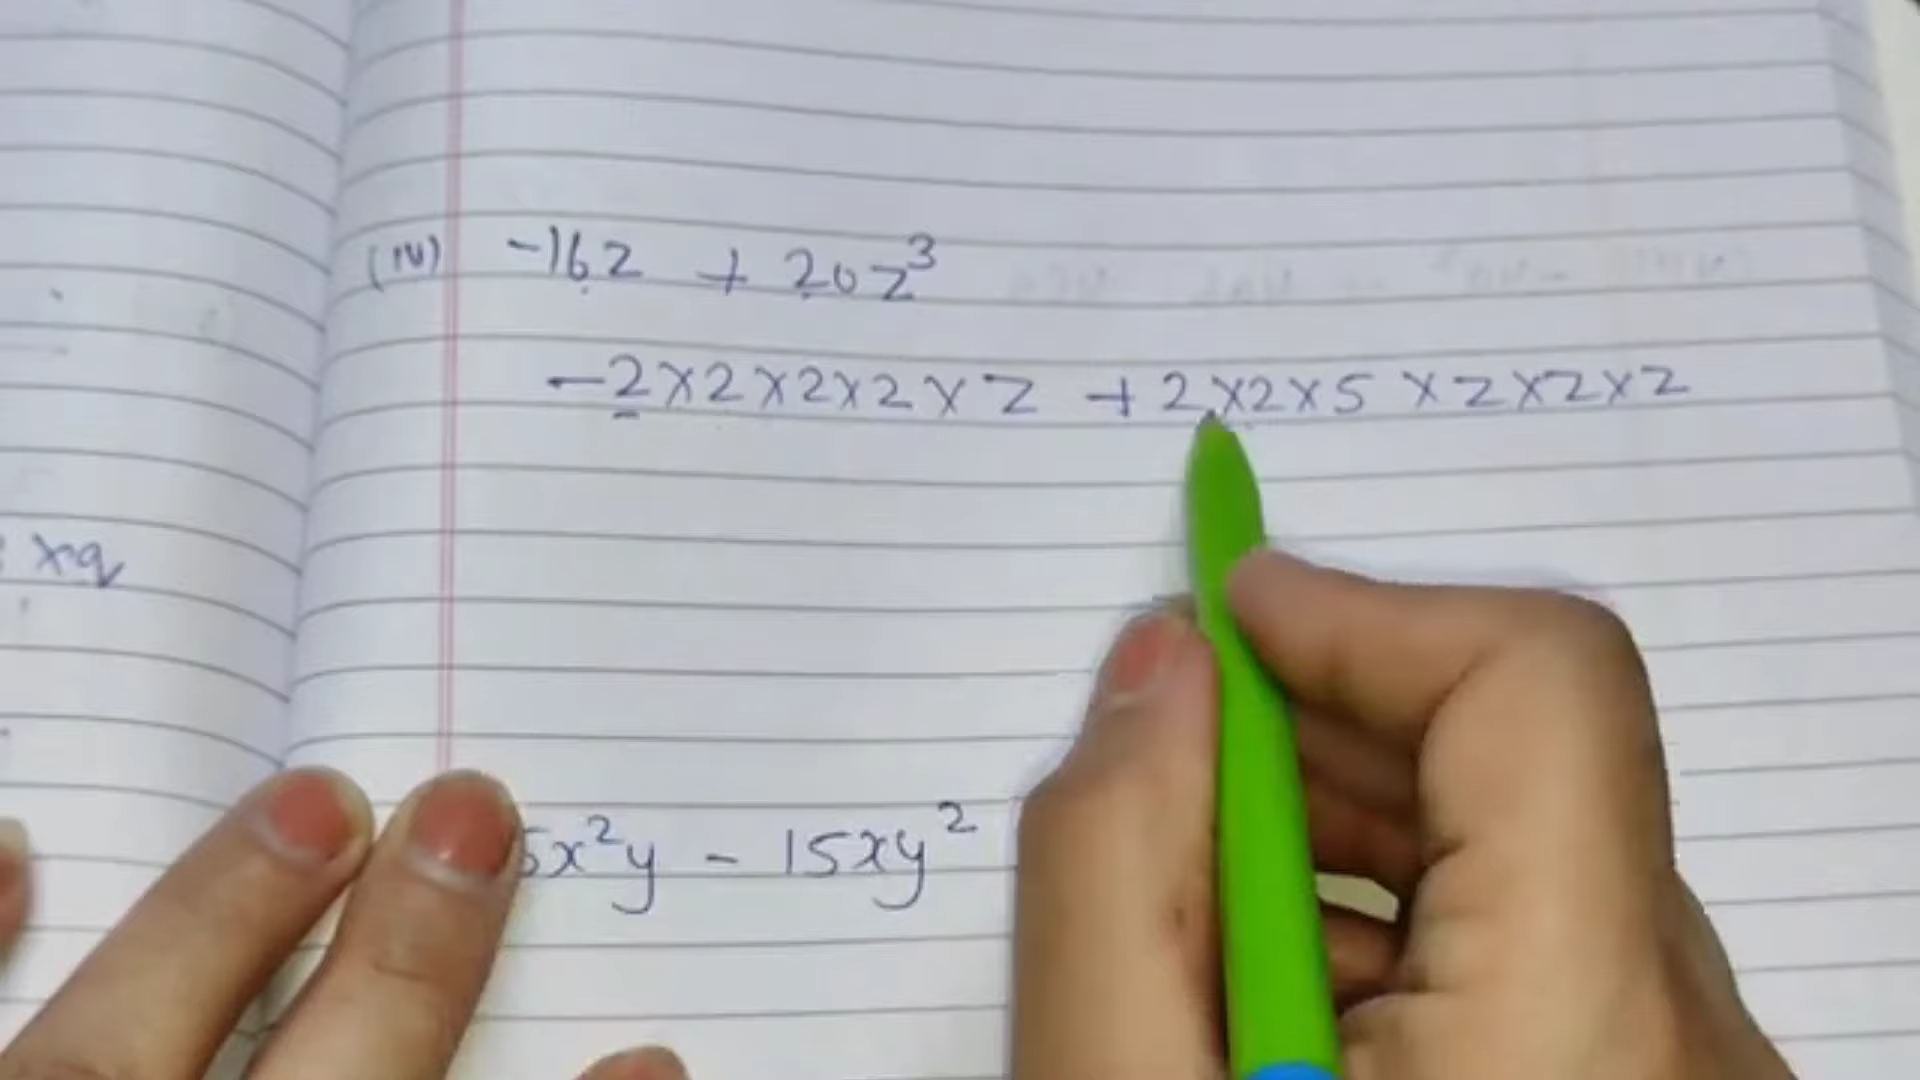 (IV) -16z + 20z³
-2×2×2×2×z + 2×2×5×z×z×z
×q
5x²y - 15xy²